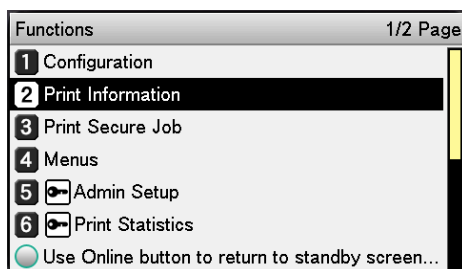 Functions 1/2 Page
1 Configuration
2 Print Information
3 Print Secure Job
4 Menus
5 Admin Setup
6 Print Statistics
Use Online button to return to standby screen...